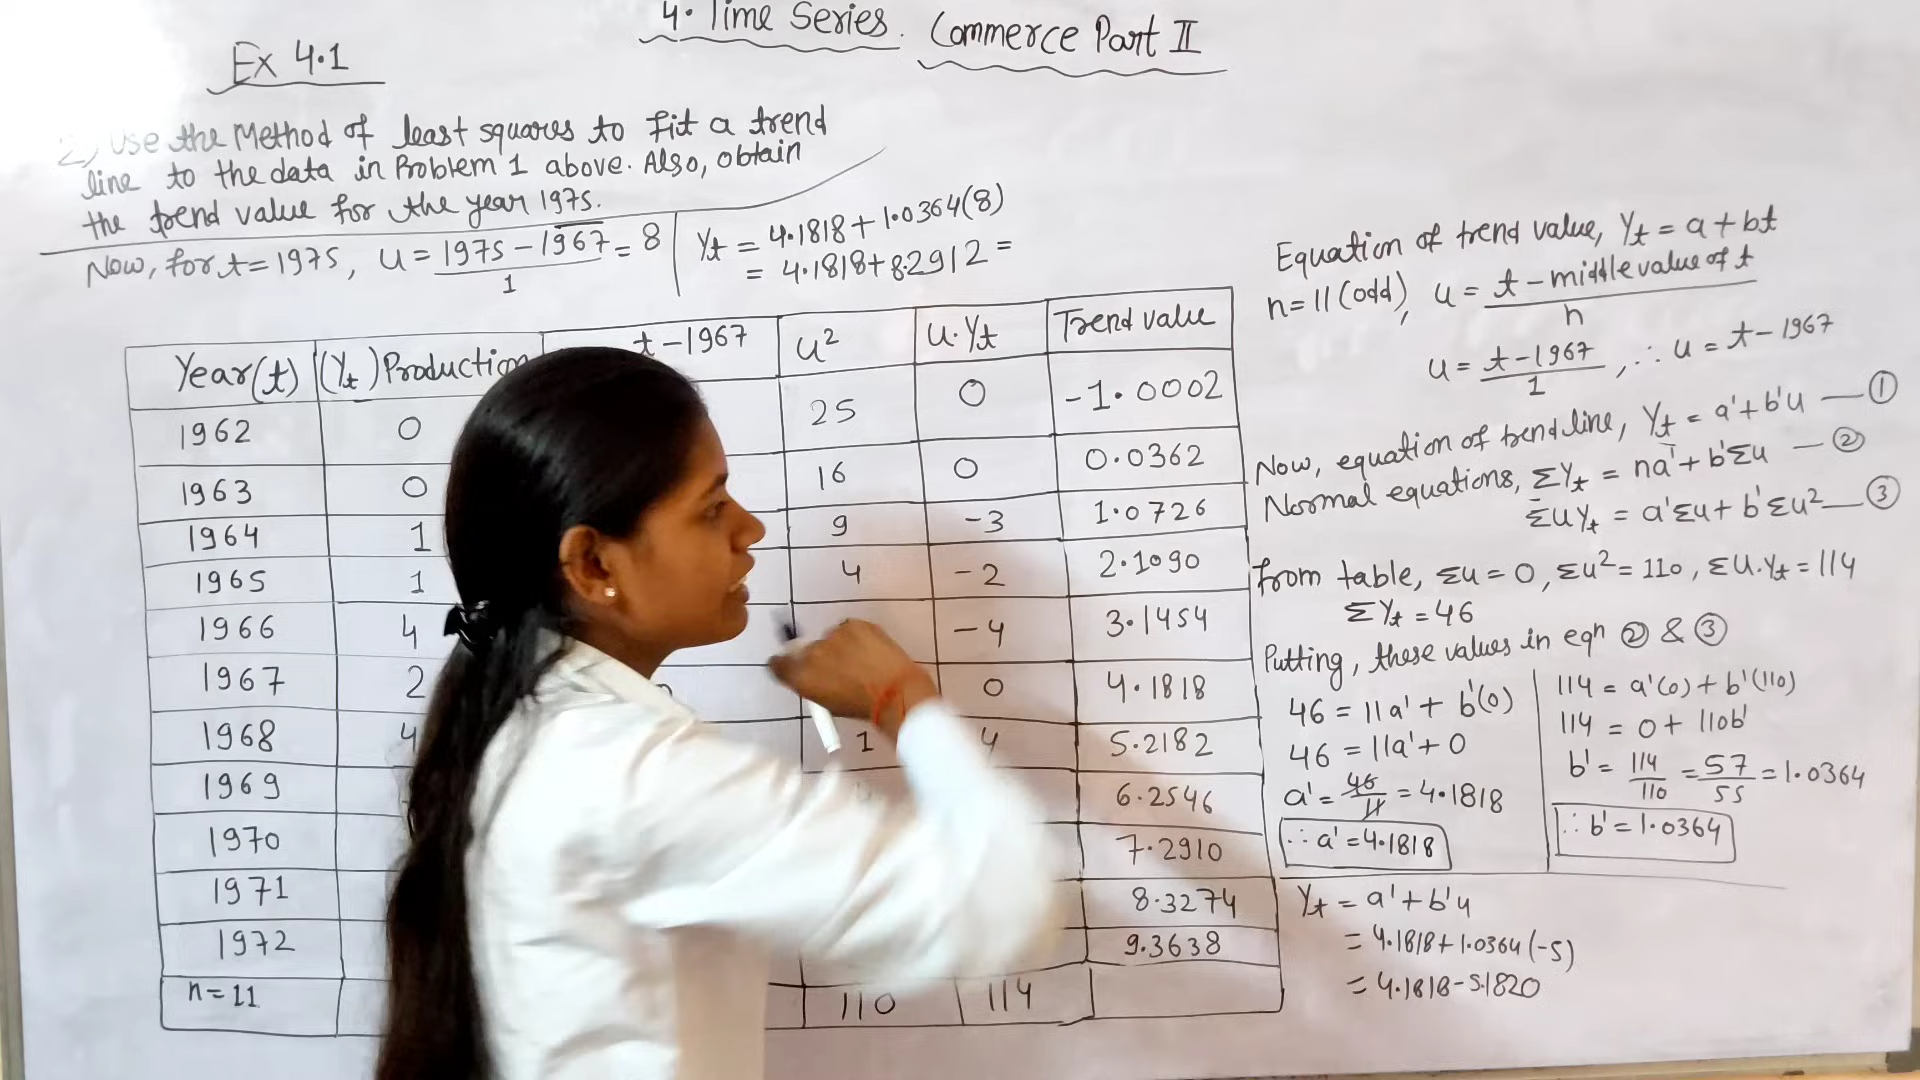 4. Time Series. Commerce Part II
Ex 4.1
2) Use the Method of least squares to fit a trend
line to the data in Problem 1 above. Also, obtain
the trend value for the year 1975.
Now, for t = 1975, u = 1975 - 1967 / 1 = 8
Yt = 4.1818 + 1.0364(8)
= 4.1818 + 8.2912 =
Year(t) (Yt) Production t - 1967 u² u.Yt Trend value
1962 0 25 0 -1.0002
1963 0 16 0 0.0362
1964 1 9 -3 1.0726
1965 1 4 -2 2.1090
1966 4 -4 3.1454
1967 2 0 4.1818
1968 4 1 4 5.2182
1969 6.2546
1970 7.2910
1971 8.3274
1972 9.3638
n = 11 110 114
Equation of trend value, Yt = a + bt
n = 11 (odd), u = t - middle value of t / n
u = t - 1967 / 1, ∴ u = t - 1967
Now, equation of trend line, Yt = a' + b'u — ①
Normal equations, ΣYt = na' + b'Σu — ②
ΣuYt = a'Σu + b'Σu² — ③
from table, Σu = 0, Σu² = 110, Σu.Yt = 114
ΣYt = 46
Putting, these values in eqn ② & ③
46 = 11a' + b'(0)
46 = 11a' + 0
a' = 46/11 = 4.1818
∴ a' = 4.1818
114 = a'(0) + b'(110)
114 = 0 + 110b'
b' = 114/110 = 57/55 = 1.0364
∴ b' = 1.0364
Yt = a' + b'u
= 4.1818 + 1.0364(-5)
= 4.1818 - 5.1820